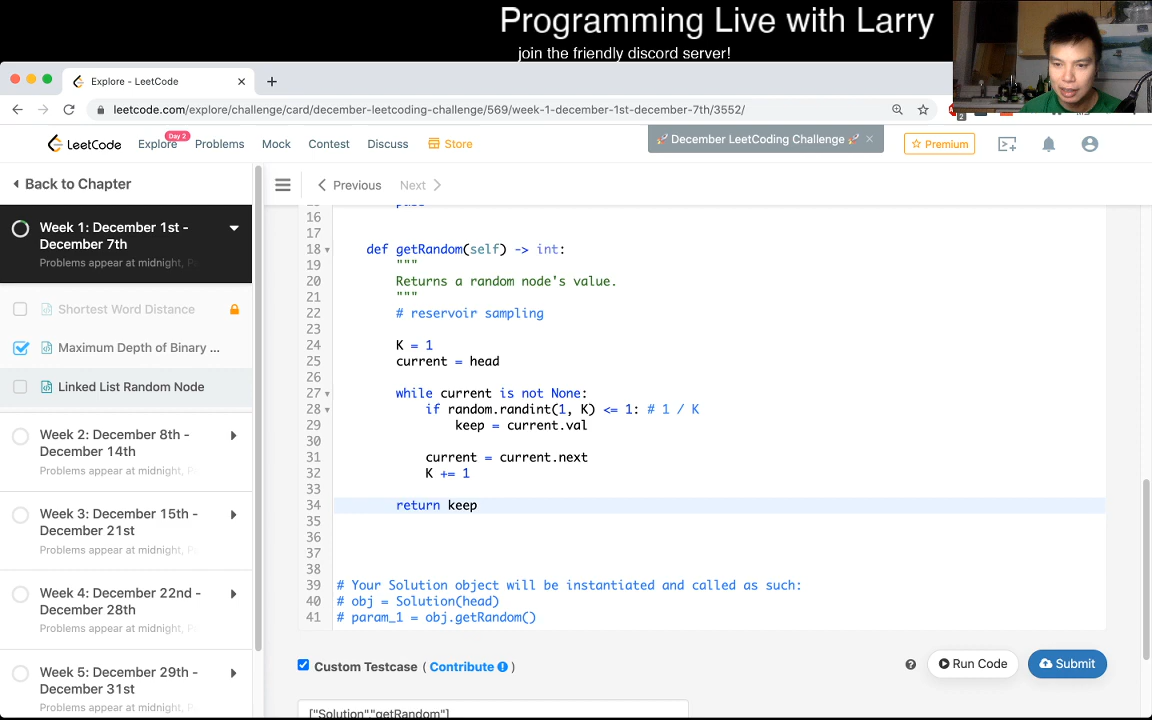 Programming Live with Larry
join the friendly discord server!
Explore - LeetCode
leetcode.com/explore/challenge/card/december-leetcoding-challenge/569/week-1-december-1st-december-7th/3552/
2
LeetCode
Explore
Day 2
Problems
Mock
Contest
Discuss
Store
🚀 December LeetCoding Challenge 🚀
Premium
Back to Chapter
Previous
Next
Week 1: December 1st -
December 7th
Problems appear at midnight,
Shortest Word Distance
Maximum Depth of Binary ...
Linked List Random Node
Week 2: December 8th -
December 14th
Problems appear at midnight,
Week 3: December 15th -
December 21st
Problems appear at midnight,
Week 4: December 22nd -
December 28th
Problems appear at midnight,
Week 5: December 29th -
December 31st
Problems appear at midnight,
pass
16
17
18 def getRandom(self) -> int:
19 """
20 Returns a random node's value.
21 """
22 # reservoir sampling
23
24 K = 1
25 current = head
26
27 while current is not None:
28 if random.randint(1, K) <= 1: # 1 / K
29 keep = current.val
30
31 current = current.next
32 K += 1
33
34 return keep
35
36
37
38
39 # Your Solution object will be instantiated and called as such:
40 # obj = Solution(head)
41 # param_1 = obj.getRandom()
Custom Testcase ( Contribute )
Run Code
Submit
["Solution","getRandom"]